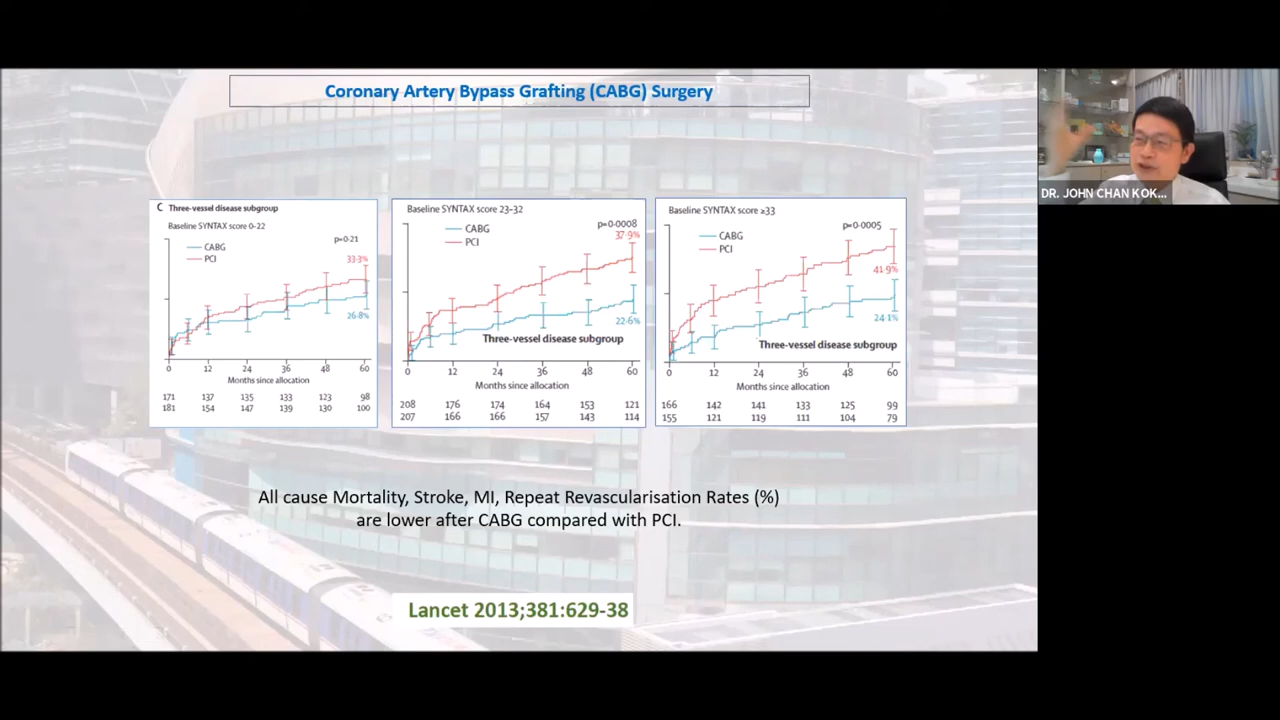 Coronary Artery Bypass Grafting (CABG) Surgery
DR. JOHN CHAN KOK...
C Three-vessel disease subgroup
Baseline SYNTAX score 0-22
CABG
PCI
p=0·21
33·3%
26·8%
0 12 24 36 48 60
Months since allocation
171 137 135 133 123 98
181 154 147 139 130 100
Baseline SYNTAX score 23-32
CABG
PCI
p=0·0008
37·9%
22·6%
Three-vessel disease subgroup
0 12 24 36 48 60
Months since allocation
208 176 174 164 153 121
207 166 166 157 143 114
Baseline SYNTAX score ≥33
CABG
PCI
p=0·0005
41·9%
24·1%
Three-vessel disease subgroup
0 12 24 36 48 60
Months since allocation
166 142 141 133 125 99
155 121 119 111 104 79
All cause Mortality, Stroke, MI, Repeat Revascularisation Rates (%)
are lower after CABG compared with PCI.
Lancet 2013;381:629-38